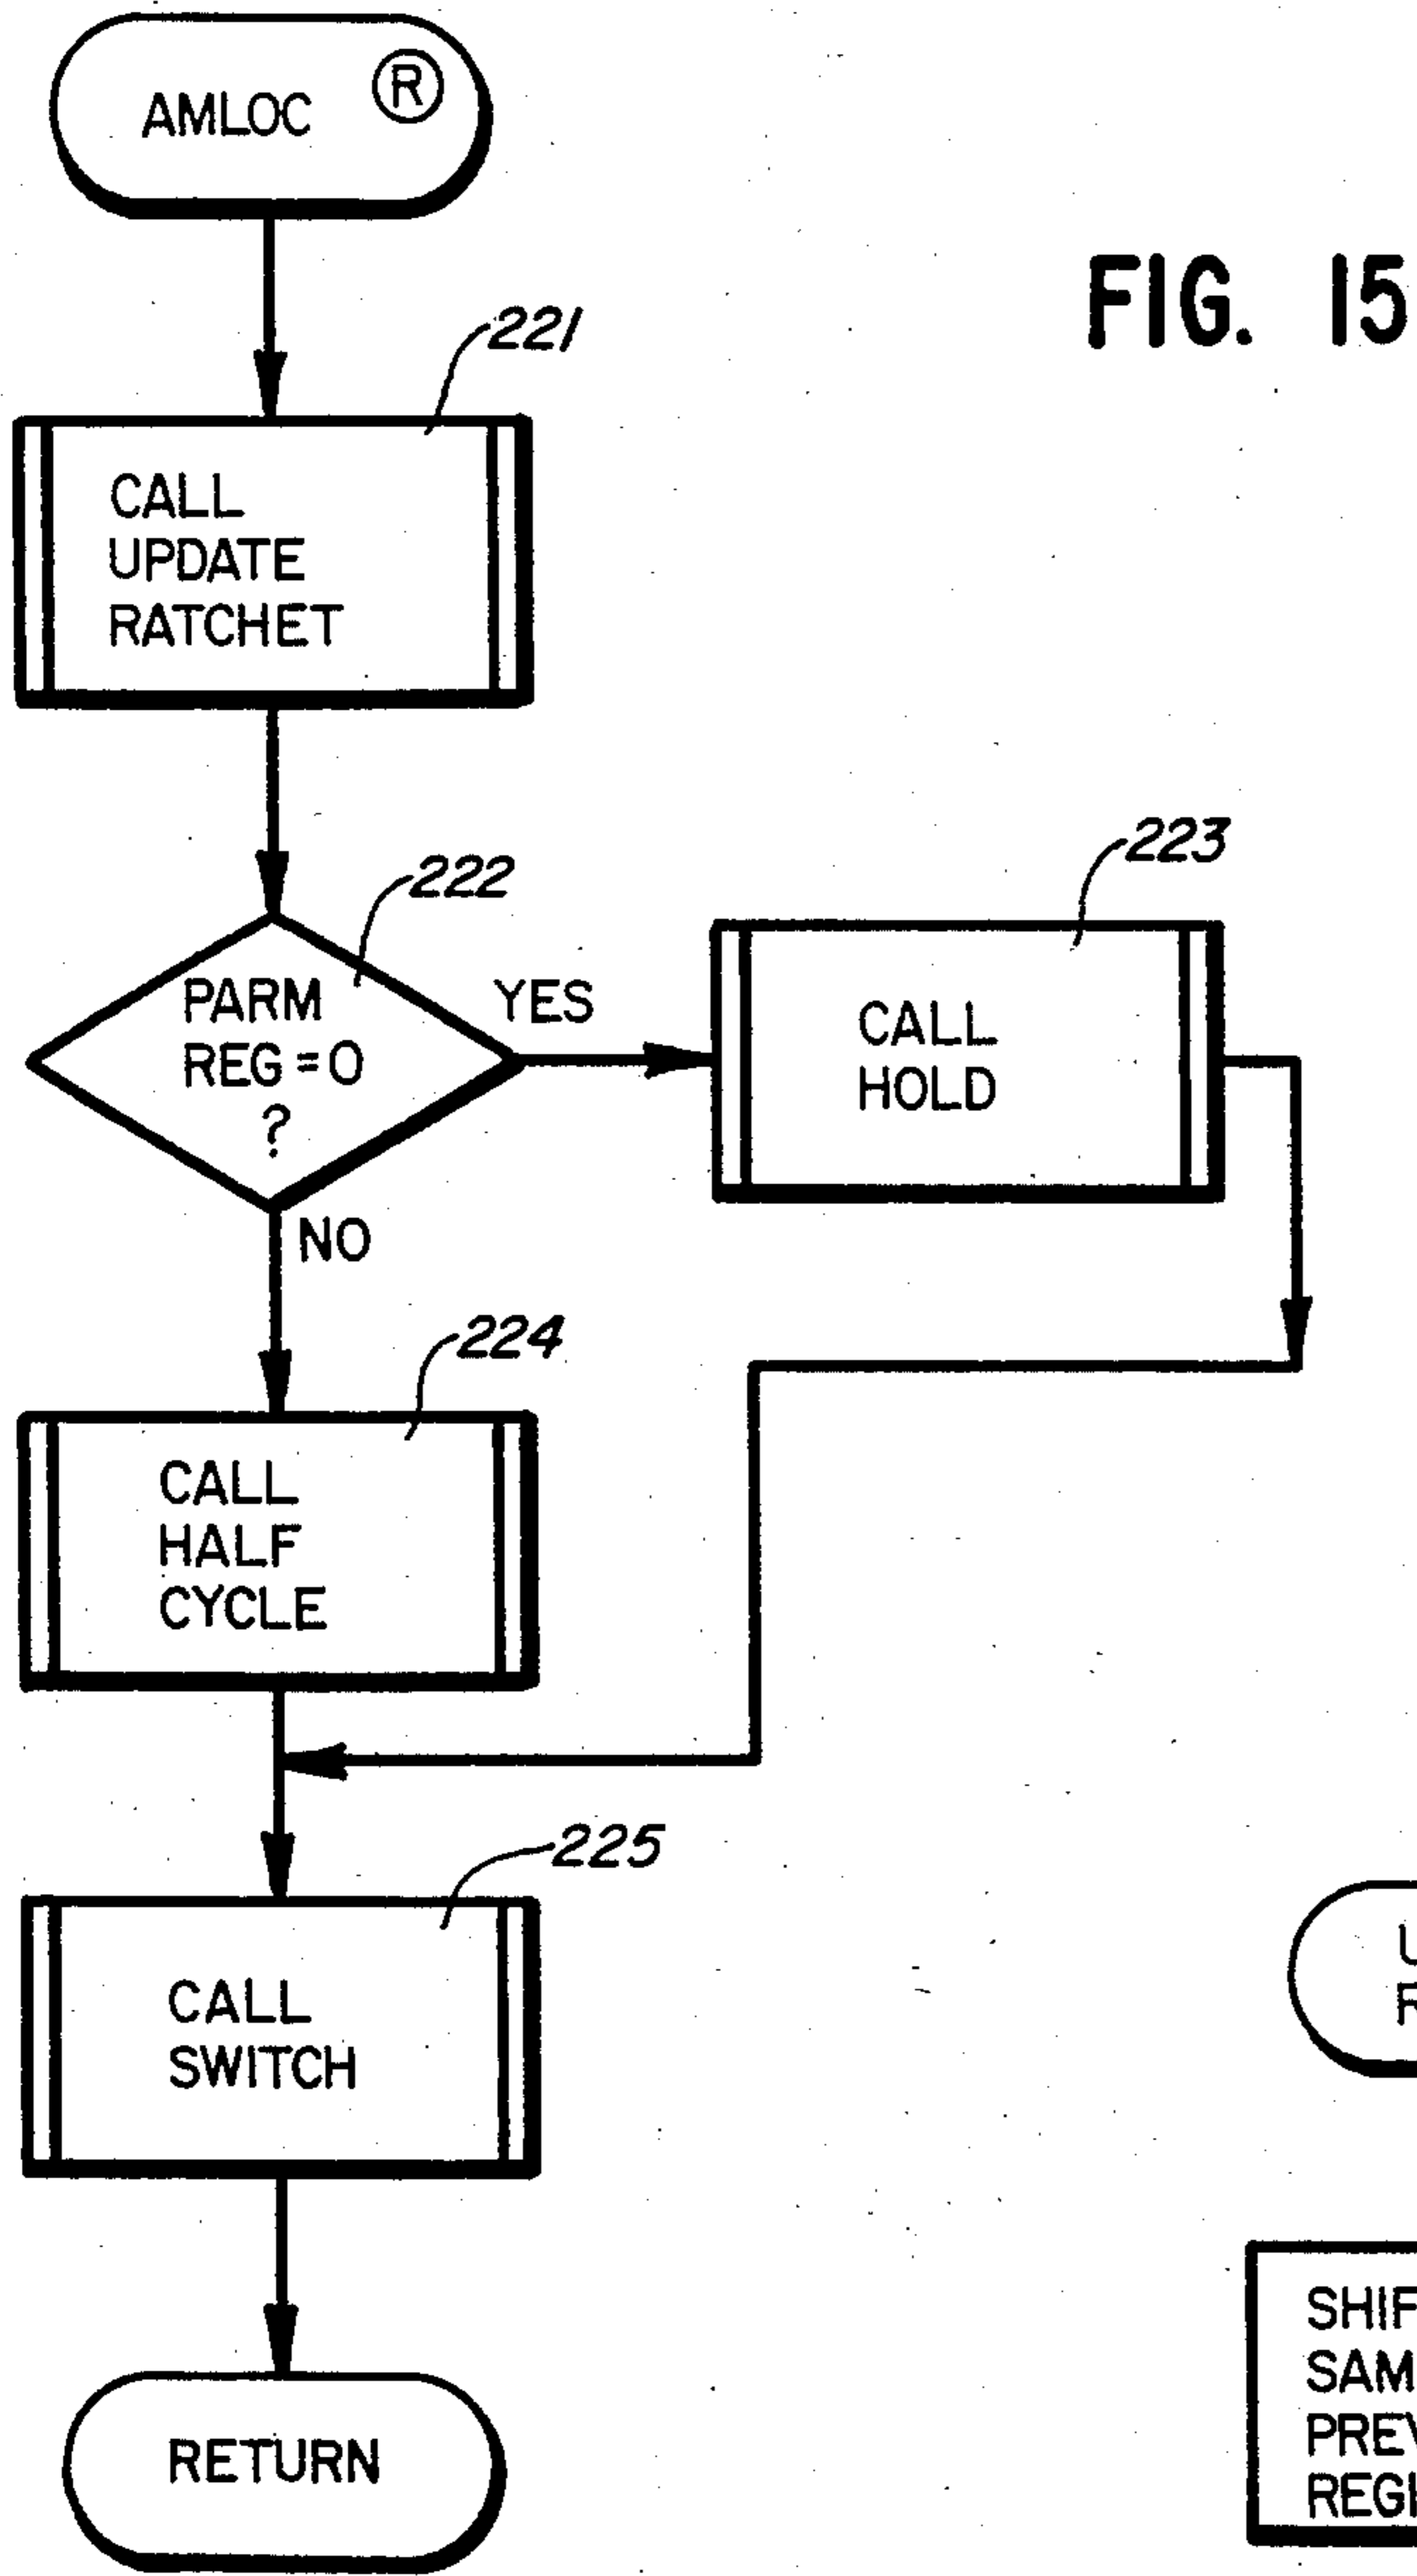 AMLOC Ⓡ
FIG. 15
221
CALL
UPDATE
RATCHET
222
PARM
REG = 0
?
YES
NO
223
CALL
HOLD
224
CALL
HALF
CYCLE
225
CALL
SWITCH
RETURN